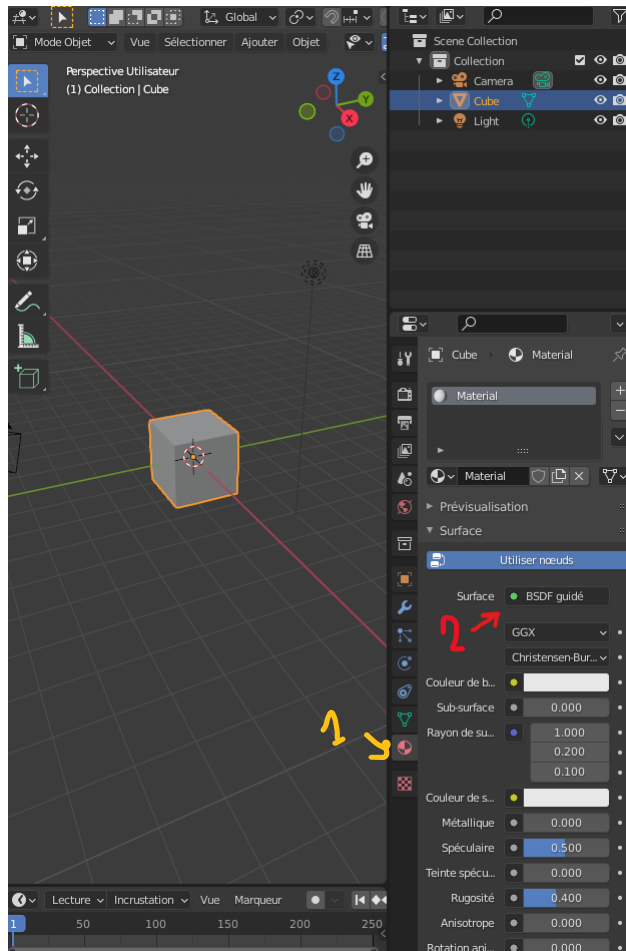 Global
Mode Objet
Vue
Sélectionner
Ajouter
Objet
Perspective Utilisateur
(1) Collection | Cube
Z
Y
X
Scene Collection
Collection
Camera
Cube
Light
Cube
Material
Material
Material
Prévisualisation
Surface
Utiliser nœuds
Surface
BSDF guidé
2
GGX
Christensen-Bur...
Couleur de b...
Sub-surface 0.000
1
Rayon de su... 1.000
0.200
0.100
Couleur de s...
Métallique 0.000
Spéculaire 0.500
Teinte spécu... 0.000
Rugosité 0.400
Anisotrope 0.000
Rotation ani... 0.000
Lecture
Incrustation
Vue
Marqueur
1 50 100 150 200 250